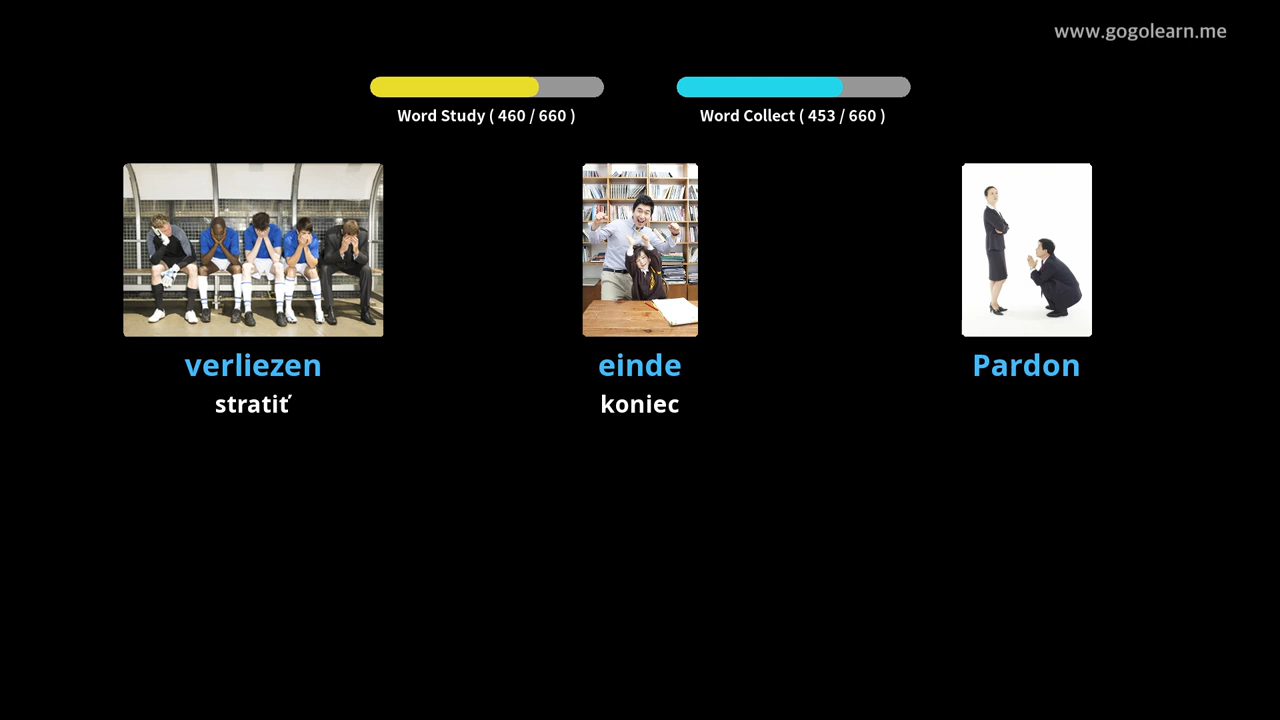 www.gogolearn.me
Word Study ( 460 / 660 )
Word Collect ( 453 / 660 )
verliezen
stratiť
einde
koniec
Pardon